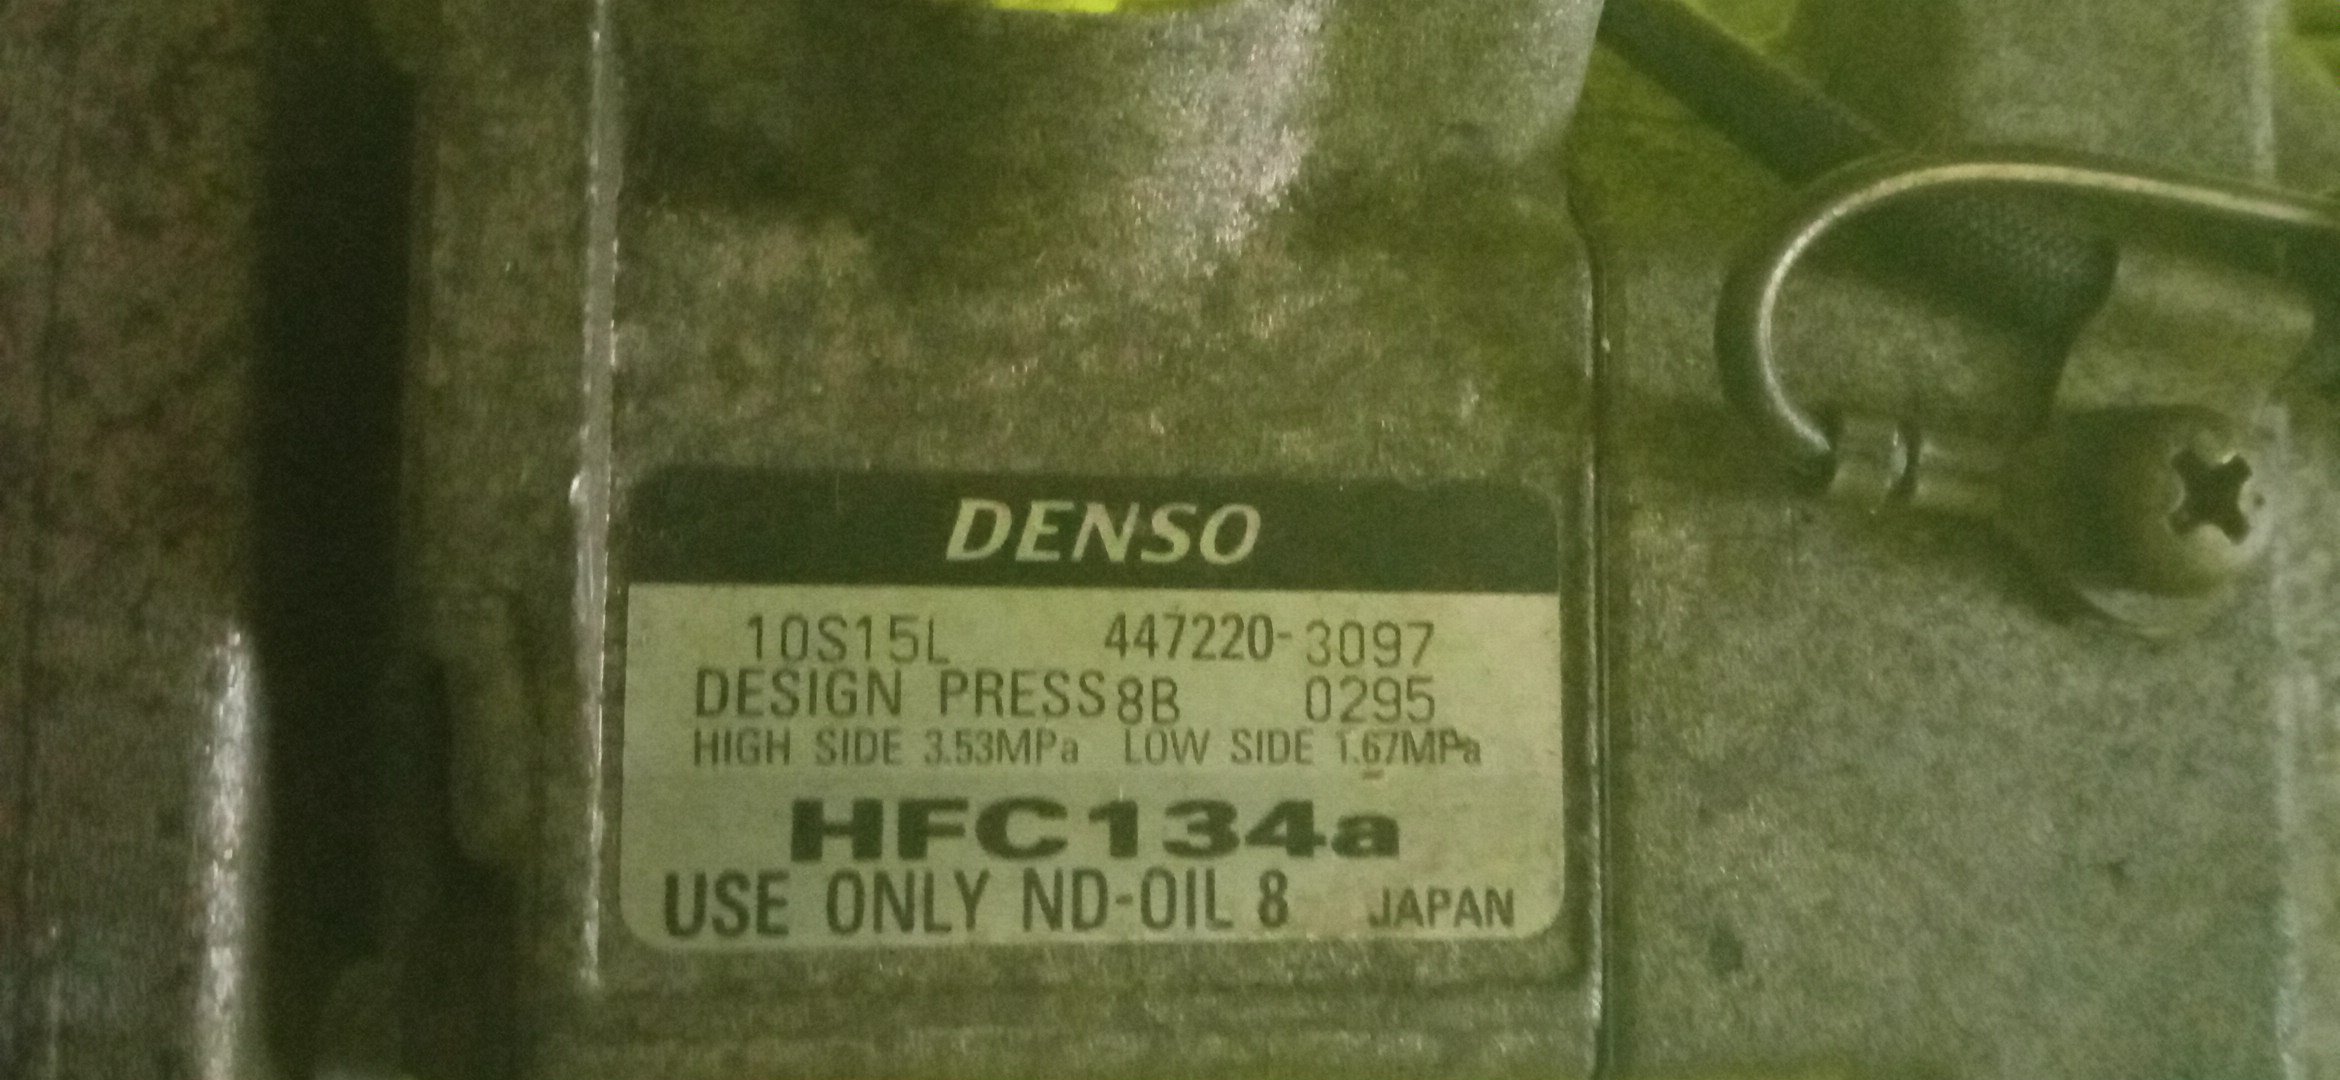 DENSO
10S15L 447220-3097
DESIGN PRESS 8B 0295
HIGH SIDE 3.53MPa LOW SIDE 1.67MPa
HFC134a
USE ONLY ND-OIL 8 JAPAN